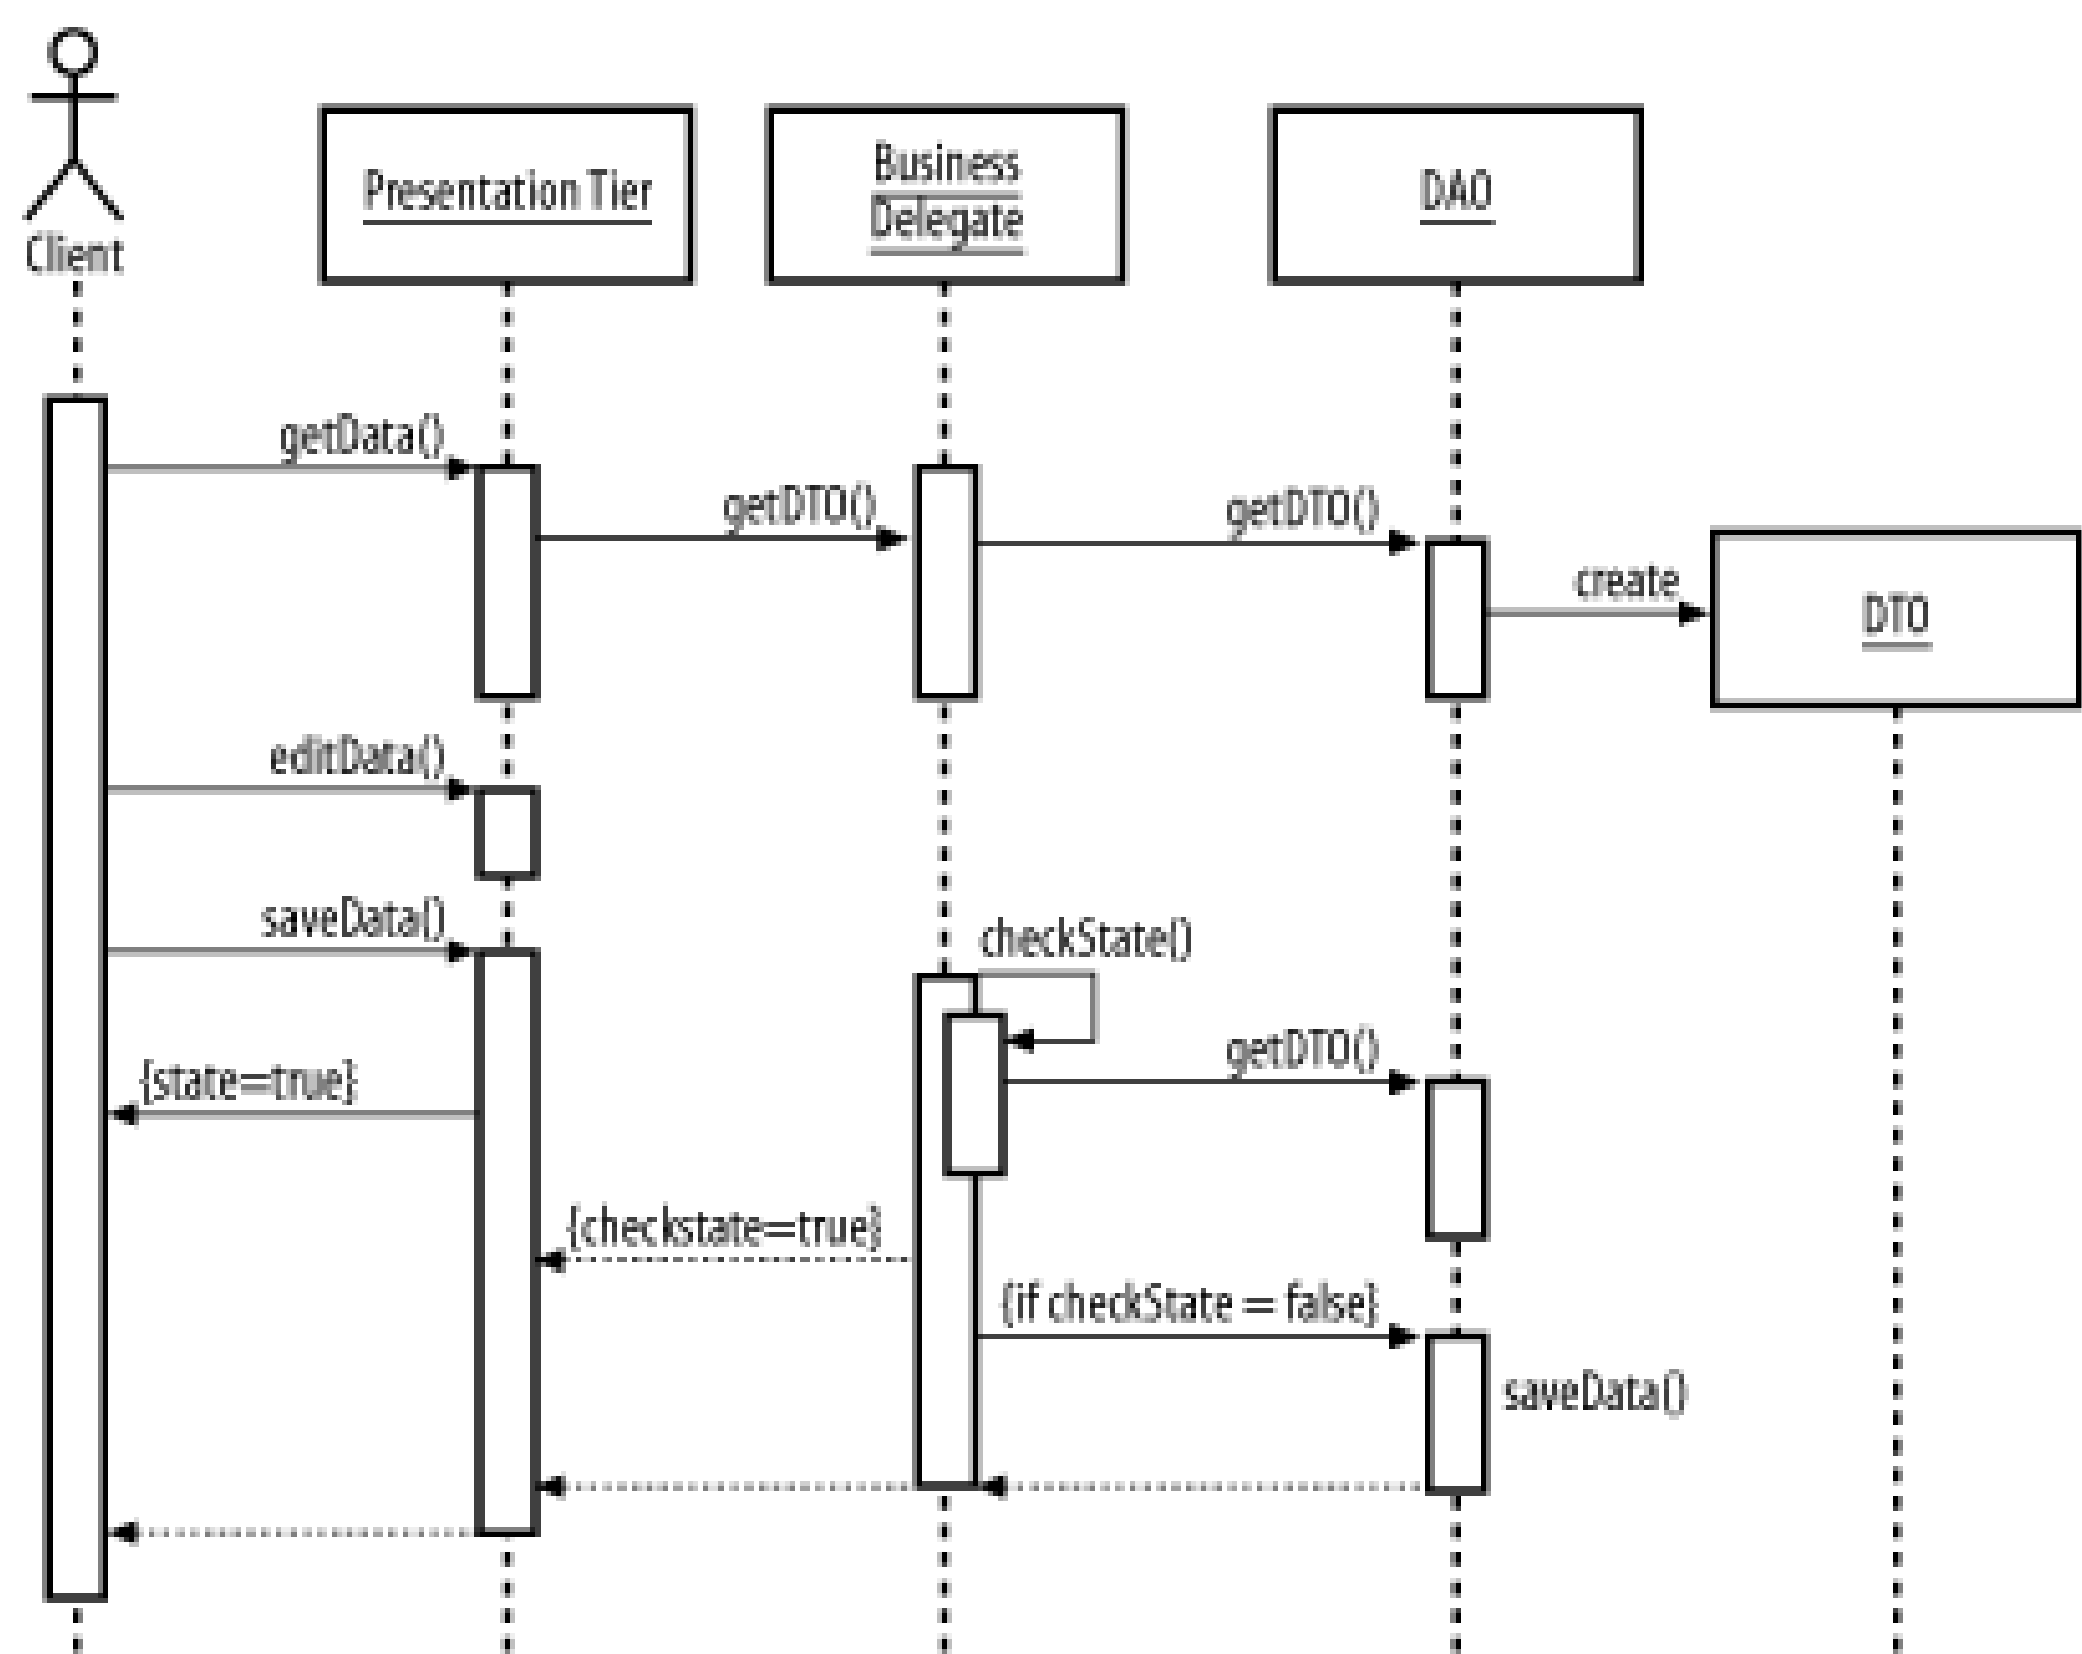 Client
Presentation Tier
Business
Delegate
DAO
getData()
getDTO()
getDTO()
create
DTO
editData()
saveData()
checkState()
getDTO()
{state=true}
{checkstate=true}
{if checkState = false}
saveData()